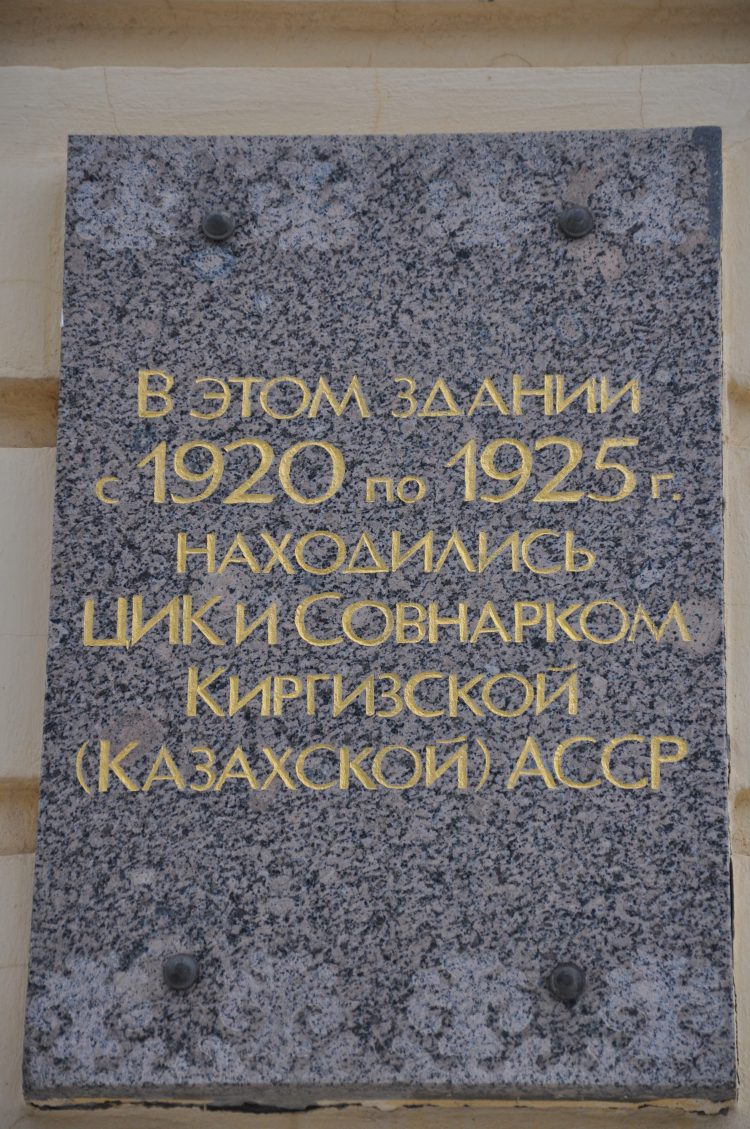 В ЭТОМ ЗДАНИИ
с 1920 по 1925 г.
НАХОДИЛИСЬ
ЦИК И СОВНАРКОМ
КИРГИЗСКОЙ
(КАЗАХСКОЙ) АССР